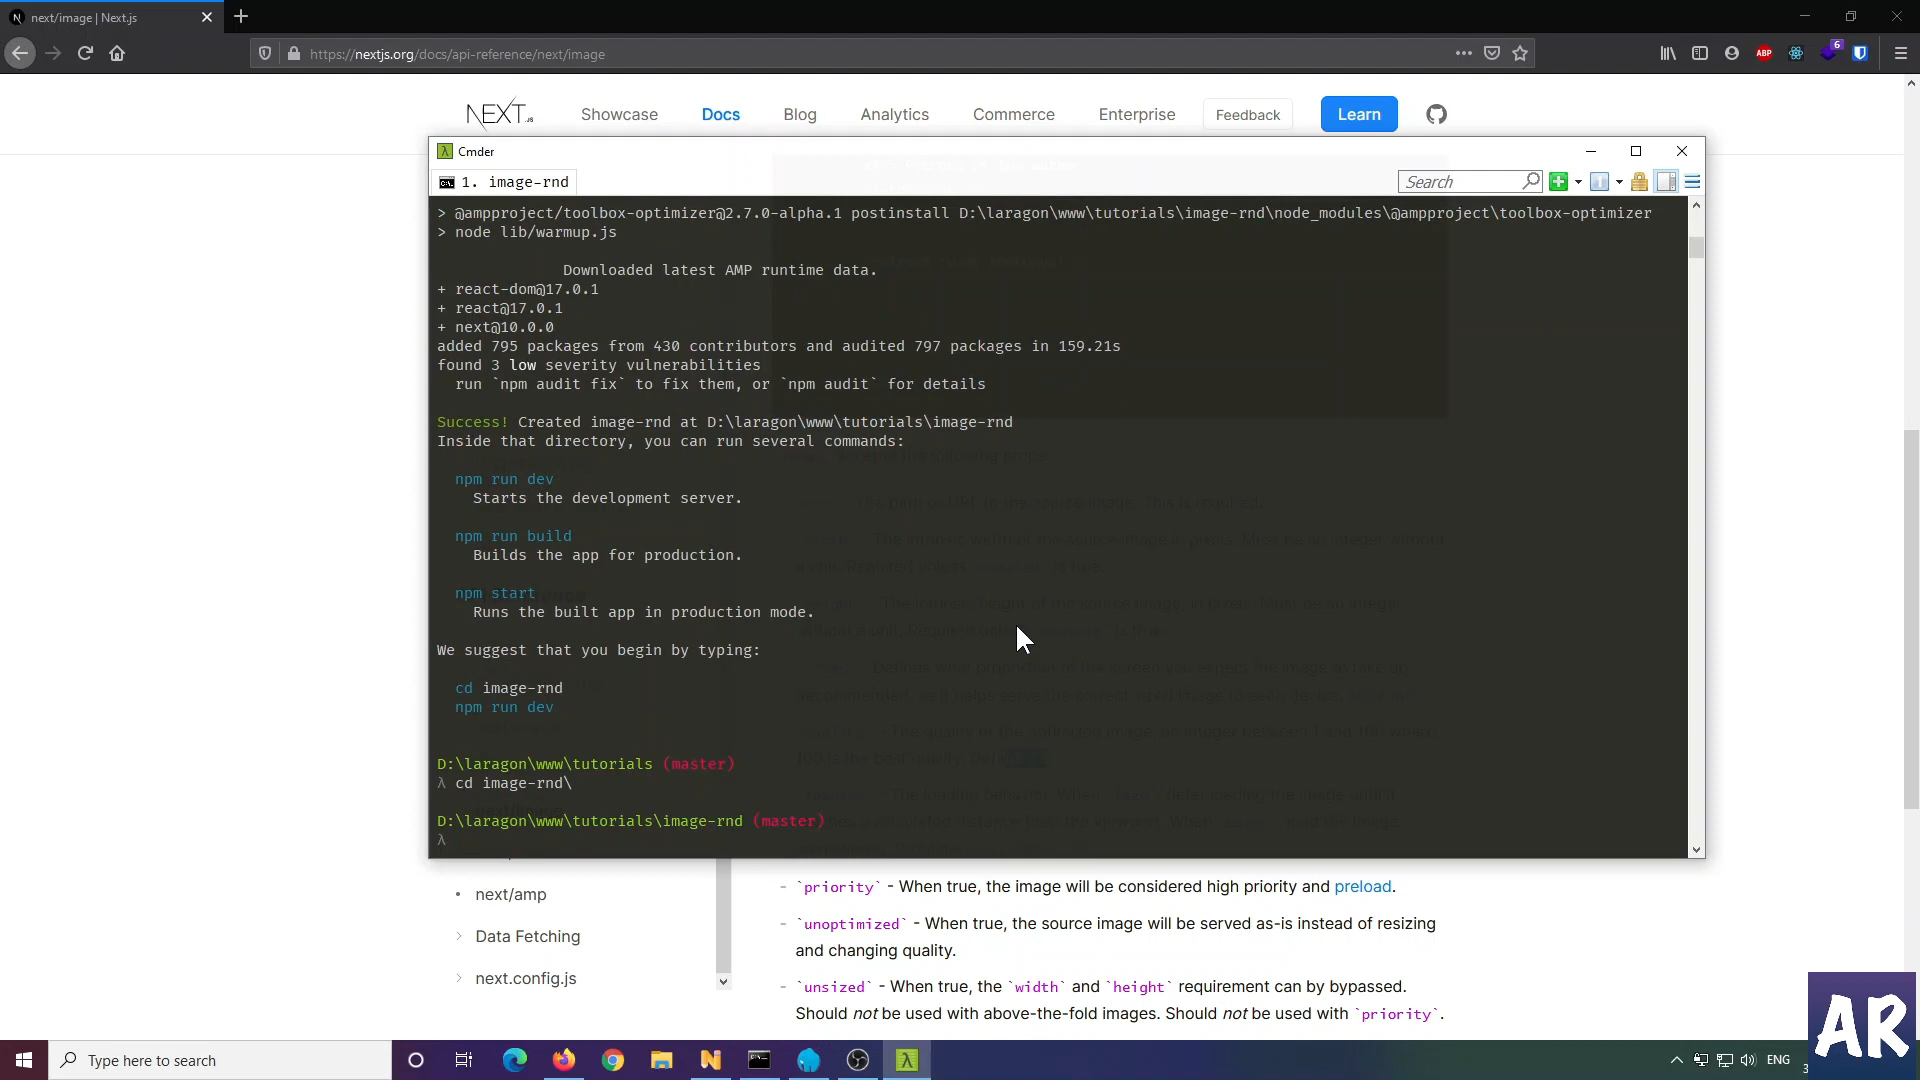 next/image | Next.js
https://nextjs.org/docs/api-reference/next/image
ABP
6
NEXT.JS
Showcase
Docs
Blog
Analytics
Commerce
Enterprise
Feedback
Learn
λ Cmder
1. image-rnd
Search
> @ampproject/toolbox-optimizer@2.7.0-alpha.1 postinstall D:\laragon\www\tutorials\image-rnd\node_modules\@ampproject\toolbox-optimizer
> node lib/warmup.js
Downloaded latest AMP runtime data.
+ react-dom@17.0.1
+ react@17.0.1
+ next@10.0.0
added 795 packages from 430 contributors and audited 797 packages in 159.21s
found 3 low severity vulnerabilities
run `npm audit fix` to fix them, or `npm audit` for details
Success! Created image-rnd at D:\laragon\www\tutorials\image-rnd
Inside that directory, you can run several commands:
npm run dev
Starts the development server.
npm run build
Builds the app for production.
npm start
Runs the built app in production mode.
We suggest that you begin by typing:
cd image-rnd
npm run dev
D:\laragon\www\tutorials (master)
λ cd image-rnd\
D:\laragon\www\tutorials\image-rnd (master)
λ
next/amp
Data Fetching
next.config.js
- `priority` - When true, the image will be considered high priority and preload.
- `unoptimized` - When true, the source image will be served as-is instead of resizing
and changing quality.
- `unsized` - When true, the `width` and `height` requirement can by bypassed.
Should not be used with above-the-fold images. Should not be used with `priority`.
Type here to search
ENG
AR